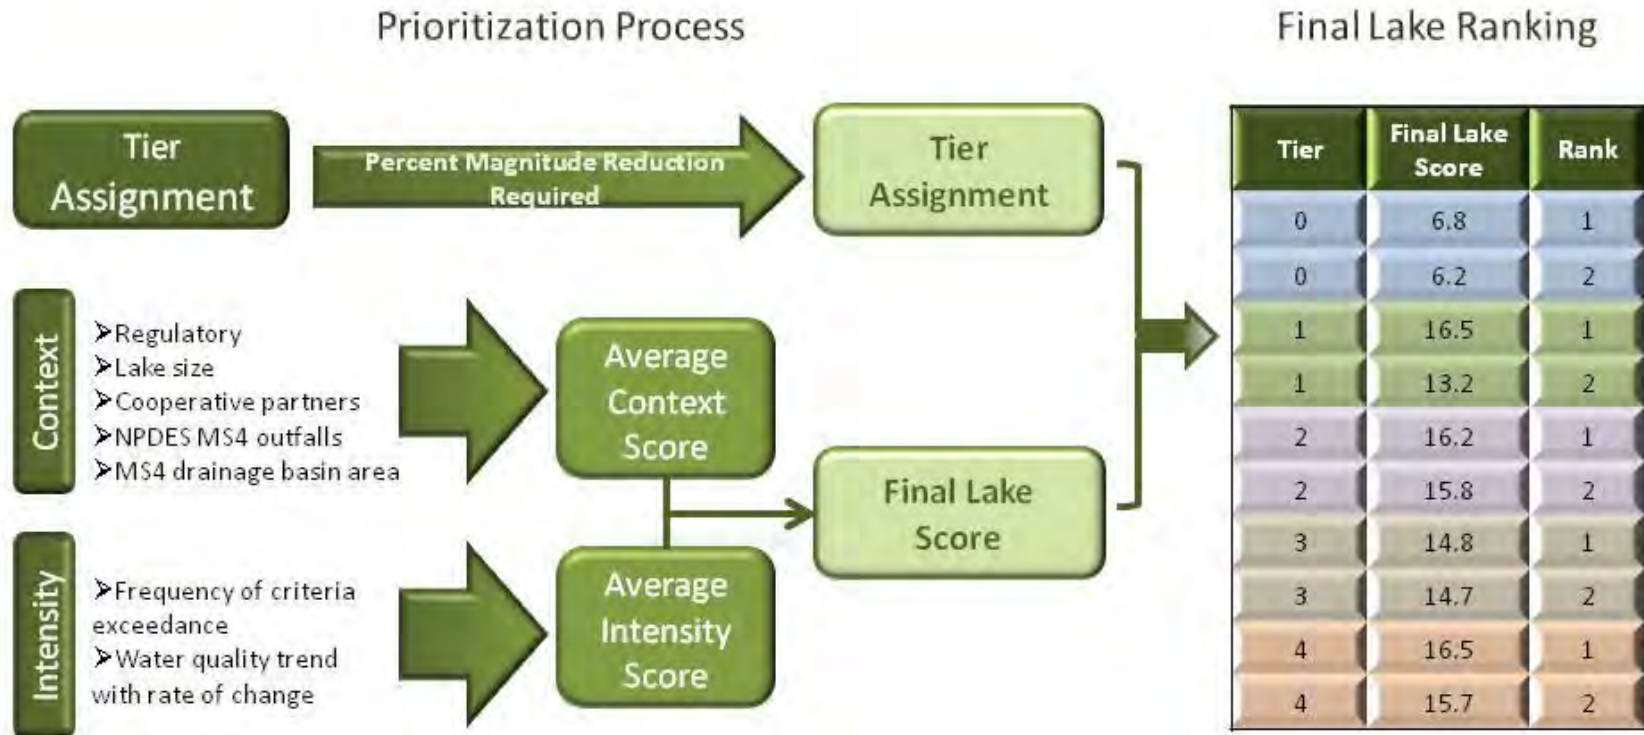 Prioritization Process
Final Lake Ranking
Tier
Assignment
Percent Magnitude Reduction
Required
Tier
Assignment
Context
➢Regulatory
➢Lake size
➢Cooperative partners
➢NPDES MS4 outfalls
➢MS4 drainage basin area
Average
Context
Score
Intensity
➢Frequency of criteria
exceedance
➢Water quality trend
with rate of change
Average
Intensity
Score
Final Lake
Score
Tier Final Lake Score Rank
0 6.8 1
0 6.2 2
1 16.5 1
1 13.2 2
2 16.2 1
2 15.8 2
3 14.8 1
3 14.7 2
4 16.5 1
4 15.7 2